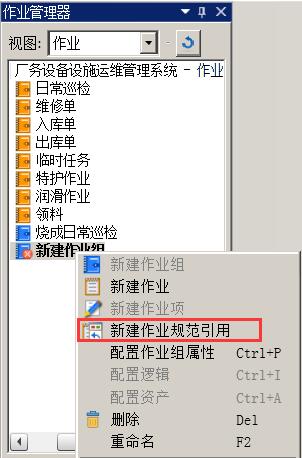 作业管理器
视图: 作业
厂务设备设施运维管理系统 - 作业
日常巡检
维修单
入库单
出库单
临时任务
特护作业
润滑作业
领料
烧成日常巡检
新建作业组
新建作业组
新建作业
新建作业项
新建作业规范引用
配置作业组属性 Ctrl+P
配置逻辑 Ctrl+I
配置资产 Ctrl+A
删除 Del
重命名 F2